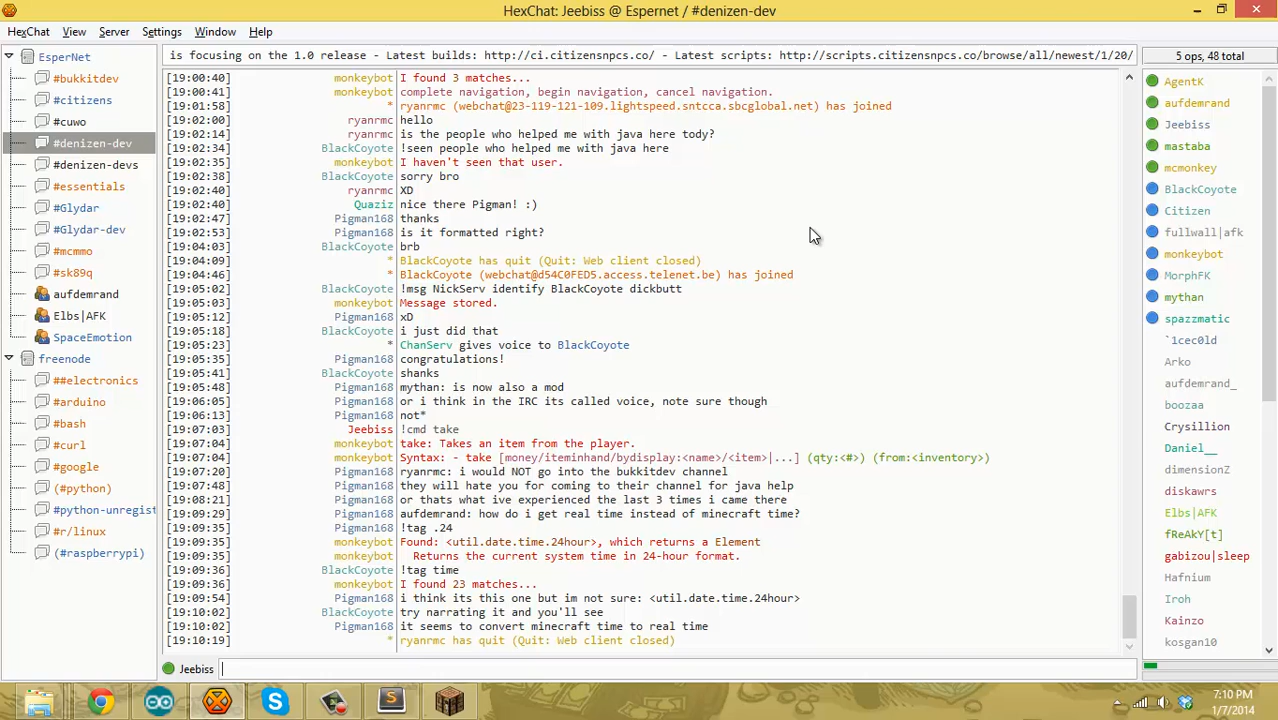 HexChat: Jeebiss @ Espernet / #denizen-dev
HexChat View Server Settings Window Help
is focusing on the 1.0 release - Latest builds: http://ci.citizensnpcs.co/ - Latest scripts: http://scripts.citizensnpcs.co/browse/all/newest/1/20/
5 ops, 48 total
EsperNet
#bukkitdev
#citizens
#cuwo
#denizen-dev
#denizen-devs
#essentials
#Glydar
#Glydar-dev
#mcmmo
#sk89q
aufdemrand
Elbs|AFK
SpaceEmotion
freenode
##electronics
#arduino
#bash
#curl
#google
(#python)
#python-unregist
#r/linux
(#raspberrypi)
[19:00:40] monkeybot I found 3 matches...
[19:00:41] monkeybot complete navigation, begin navigation, cancel navigation.
[19:01:58] * ryanrmc (webchat@23-119-121-109.lightspeed.sntcca.sbcglobal.net) has joined
[19:02:00] ryanrmc hello
[19:02:14] ryanrmc is the people who helped me with java here tody?
[19:02:34] BlackCoyote !seen people who helped me with java here
[19:02:35] monkeybot I haven't seen that user.
[19:02:38] BlackCoyote sorry bro
[19:02:40] ryanrmc XD
[19:02:40] Quaziz nice there Pigman! :)
[19:02:47] Pigman168 thanks
[19:02:53] Pigman168 is it formatted right?
[19:04:03] BlackCoyote brb
[19:04:09] * BlackCoyote has quit (Quit: Web client closed)
[19:04:46] * BlackCoyote (webchat@d54C0FED5.access.telenet.be) has joined
[19:05:02] BlackCoyote !msg NickServ identify BlackCoyote dickbutt
[19:05:03] monkeybot Message stored.
[19:05:12] Pigman168 xD
[19:05:18] BlackCoyote i just did that
[19:05:23] * ChanServ gives voice to BlackCoyote
[19:05:35] Pigman168 congratulations!
[19:05:41] BlackCoyote shanks
[19:05:48] Pigman168 mythan: is now also a mod
[19:06:05] Pigman168 or i think in the IRC its called voice, note sure though
[19:06:13] Pigman168 not*
[19:07:03] Jeebiss !cmd take
[19:07:04] monkeybot take: Takes an item from the player.
[19:07:04] monkeybot Syntax: - take [money/iteminhand/bydisplay:<name>/<item>|...] (qty:<#>) (from:<inventory>)
[19:07:20] Pigman168 ryanrmc: i would NOT go into the bukkitdev channel
[19:07:48] Pigman168 they will hate you for coming to their channel for java help
[19:08:21] Pigman168 or thats what ive experienced the last 3 times i came there
[19:09:29] Pigman168 aufdemrand: how do i get real time instead of minecraft time?
[19:09:35] Pigman168 !tag .24
[19:09:35] monkeybot Found: <util.date.time.24hour>, which returns a Element
[19:09:35] monkeybot Returns the current system time in 24-hour format.
[19:09:36] BlackCoyote !tag time
[19:09:36] monkeybot I found 23 matches...
[19:09:54] Pigman168 i think its this one but im not sure: <util.date.time.24hour>
[19:10:02] BlackCoyote try narrating it and you'll see
[19:10:02] Pigman168 it seems to convert minecraft time to real time
[19:10:19] * ryanrmc has quit (Quit: Web client closed)
Jeebiss
AgentK
aufdemrand
Jeebiss
mastaba
mcmonkey
BlackCoyote
Citizen
fullwall|afk
monkeybot
MorphFK
mythan
spazzmatic
`1cec0ld
Arko
aufdemrand_
boozaa
Crysillion
Daniel__
dimensionZ
diskawrs
Elbs|AFK
fReAkY[t]
gabizou|sleep
Hafnium
Iroh
Kainzo
kosgan10
7:10 PM
1/7/2014